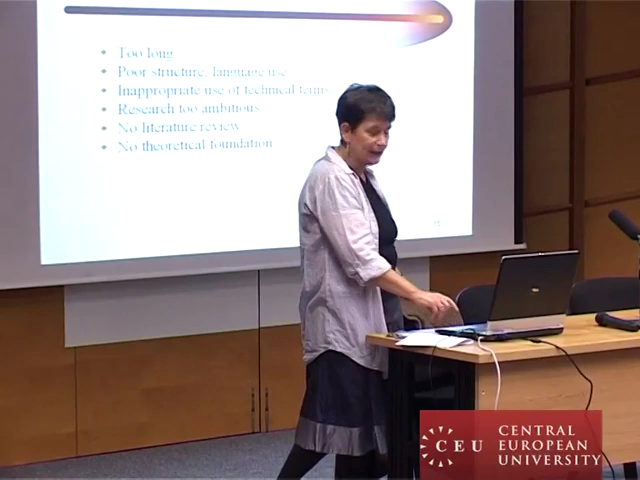 Too long
Poor structure, language use
Inappropriate use of technical terms
Research too ambitious
No literature review
No theoretical foundation
CEU
CENTRAL
EUROPEAN
UNIVERSITY